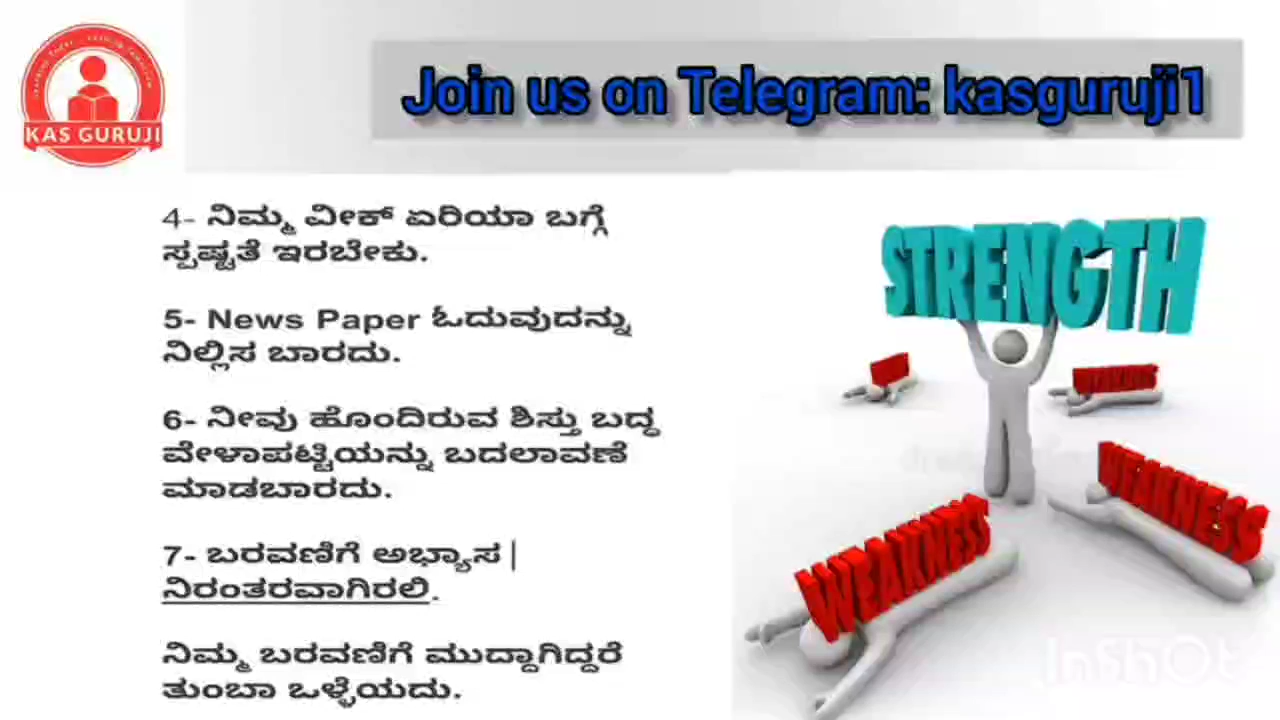 KAS GURUJI
Join us on Telegram: kasguruji1
4- ನಿಮ್ಮ ವೀಕ್ ಏರಿಯಾ ಬಗ್ಗೆ
ಸ್ಪಷ್ಟತೆ ಇರಬೇಕು.
5- News Paper ಓದುವುದನ್ನು
ನಿಲ್ಲಿಸ ಬಾರದು.
6- ನೀವು ಹೊಂದಿರುವ ಶಿಸ್ತು ಬದ್ಧ
ವೇಳಾಪಟ್ಟಿಯನ್ನು ಬದಲಾವಣೆ
ಮಾಡಬಾರದು.
7- ಬರವಣಿಗೆ ಅಭ್ಯಾಸ
ನಿರಂತರವಾಗಿರಲಿ.
ನಿಮ್ಮ ಬರವಣಿಗೆ ಮುದ್ದಾಗಿದ್ದರೆ
ತುಂಬಾ ಒಳ್ಳೆಯದು.
STRENGTH
WEAKNESS
WEAKNESS
WEAKNESS
InShOt